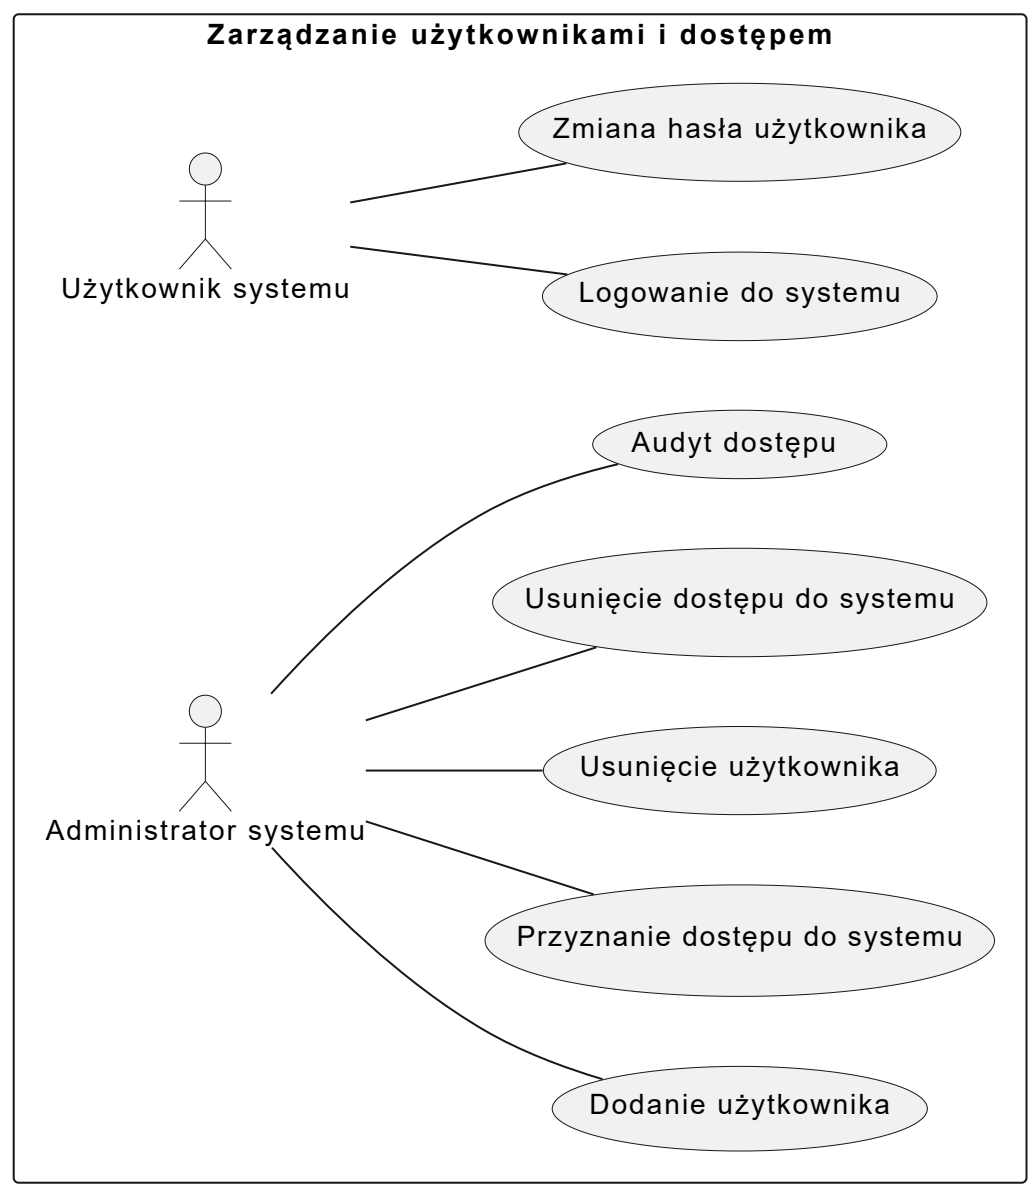 Zarządzanie użytkownikami i dostępem
Zmiana hasła użytkownika
Użytkownik systemu
Logowanie do systemu
Audyt dostępu
Usunięcie dostępu do systemu
Usunięcie użytkownika
Administrator systemu
Przyznanie dostępu do systemu
Dodanie użytkownika